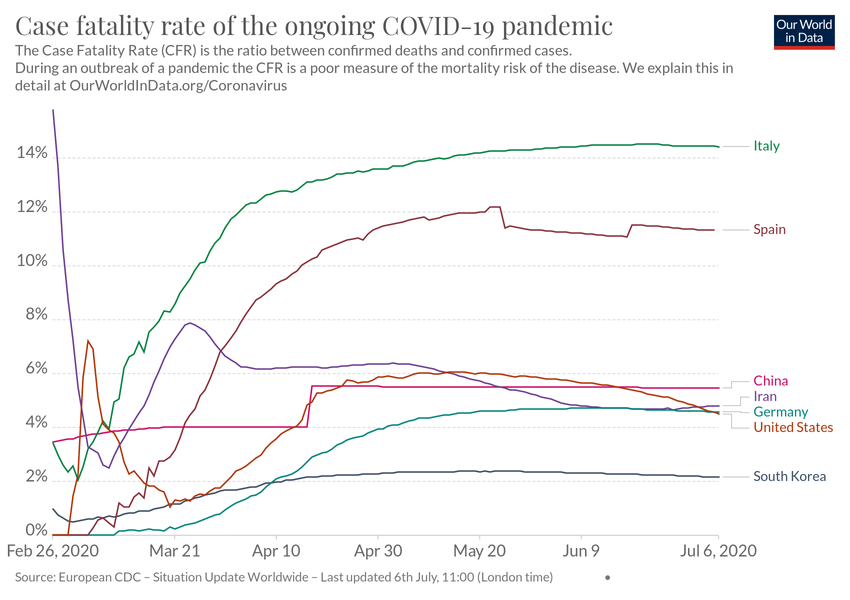 Case fatality rate of the ongoing COVID-19 pandemic
Our World
in Data
The Case Fatality Rate (CFR) is the ratio between confirmed deaths and confirmed cases.
During an outbreak of a pandemic the CFR is a poor measure of the mortality risk of the disease. We explain this in
detail at OurWorldInData.org/Coronavirus
14%
12%
10%
8%
6%
4%
2%
0%
Italy
Spain
China
Iran
Germany
United States
South Korea
Feb 26, 2020
Mar 21
Apr 10
Apr 30
May 20
Jun 9
Jul 6, 2020
Source: European CDC – Situation Update Worldwide – Last updated 6th July, 11:00 (London time)